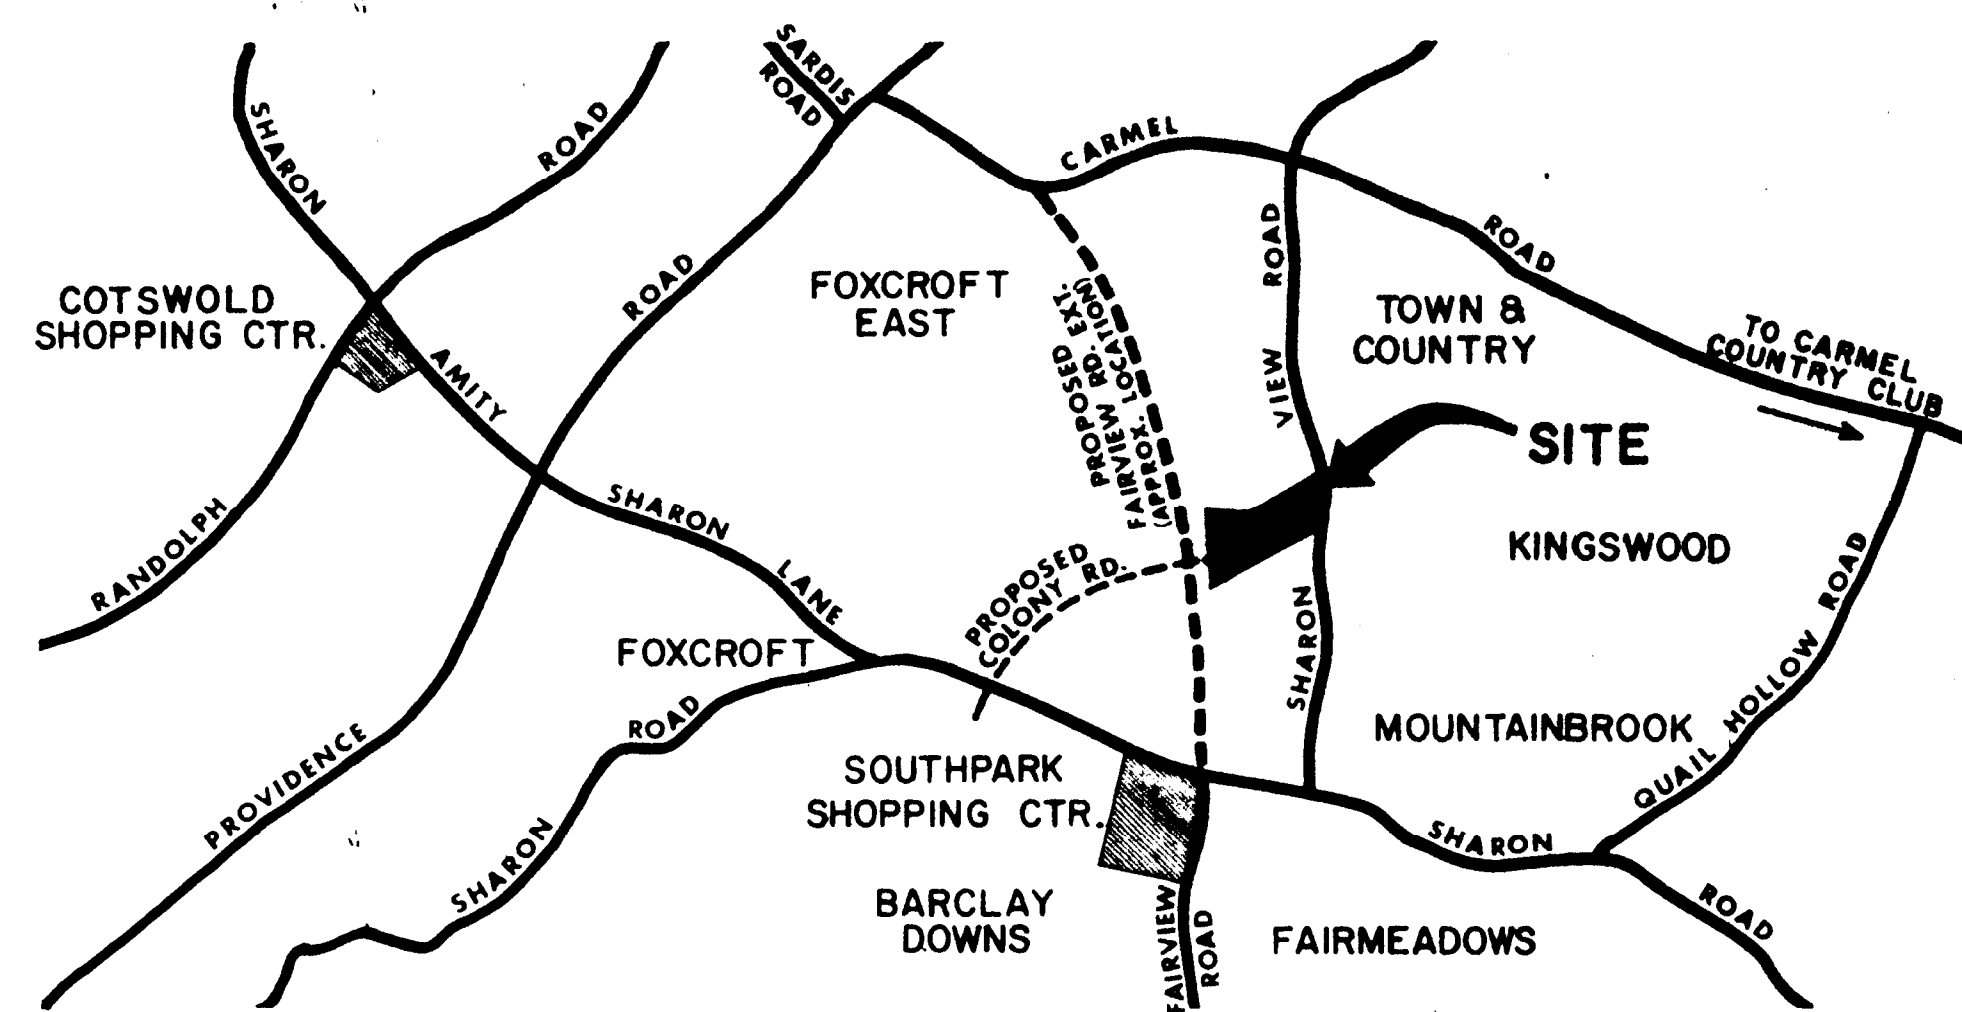 SARDIS
ROAD
SHARON
AMITY
ROAD
RANDOLPH
ROAD
PROVIDENCE
CARMEL
ROAD
COTSWOLD
SHOPPING CTR.
FOXCROFT
EAST
PROPOSED EXT.
FAIRVIEW RD.
(APPROX. LOCATION)
VIEW ROAD
SHARON
TOWN &
COUNTRY
TO CARMEL
COUNTRY CLUB
SITE
SHARON
LANE
PROPOSED
COLONY RD.
KINGSWOOD
FOXCROFT
SHARON
ROAD
MOUNTAINBROOK
QUAIL HOLLOW ROAD
SOUTHPARK
SHOPPING CTR.
SHARON
ROAD
BARCLAY
DOWNS
FAIRVIEW
ROAD
FAIRMEADOWS